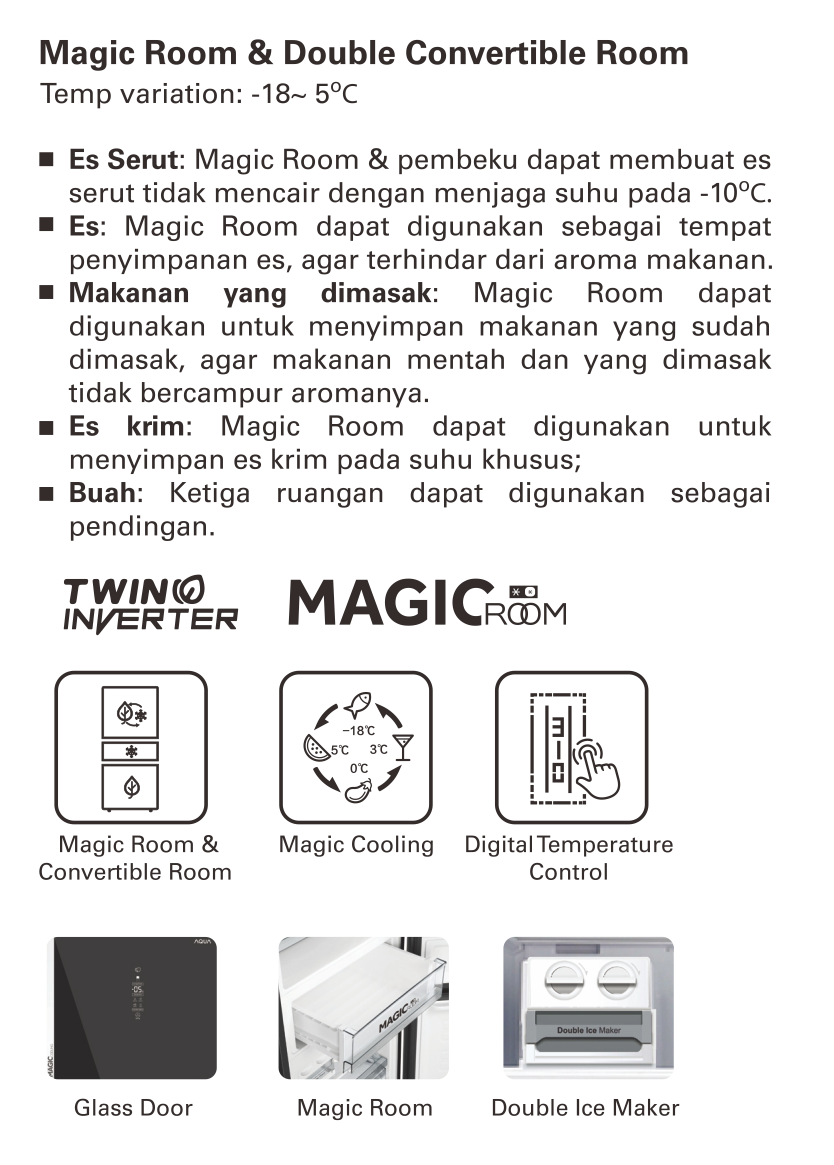 Magic Room & Double Convertible Room
Temp variation: -18~ 5°C
■ Es Serut: Magic Room & pembeku dapat membuat es
serut tidak mencair dengan menjaga suhu pada -10°C.
■ Es: Magic Room dapat digunakan sebagai tempat
penyimpanan es, agar terhindar dari aroma makanan.
■ Makanan yang dimasak: Magic Room dapat
digunakan untuk menyimpan makanan yang sudah
dimasak, agar makanan mentah dan yang dimasak
tidak bercampur aromanya.
■ Es krim: Magic Room dapat digunakan untuk
menyimpan es krim pada suhu khusus;
■ Buah: Ketiga ruangan dapat digunakan sebagai
pendingan.
TWIN
INVERTER
MAGIC ROOM
-18℃
5℃ 3℃
0℃
Magic Room &
Convertible Room
Magic Cooling
Digital Temperature
Control
AQUA
-05
MAGIC
MAGIC
Double Ice Maker
Glass Door
Magic Room
Double Ice Maker